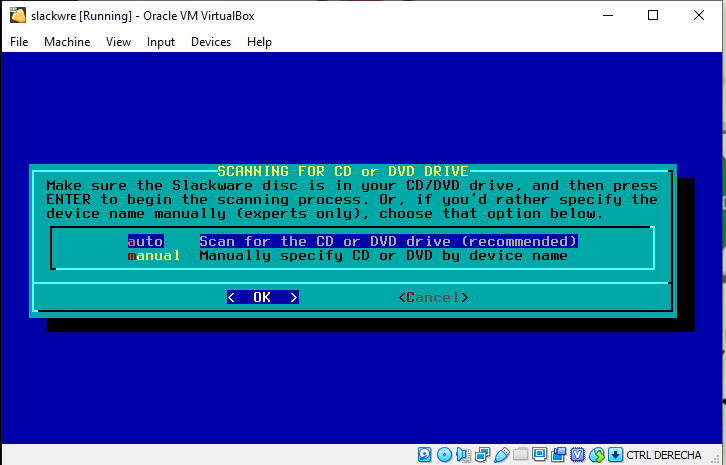 slackwre [Running] - Oracle VM VirtualBox
File Machine View Input Devices Help
SCANNING FOR CD or DVD DRIVE
Make sure the Slackware disc is in your CD/DVD drive, and then press
ENTER to begin the scanning process. Or, if you'd rather specify the
device name manually (experts only), choose that option below.
auto Scan for the CD or DVD drive (recommended)
manual Manually specify CD or DVD by device name
< OK > <Cancel>
CTRL DERECHA